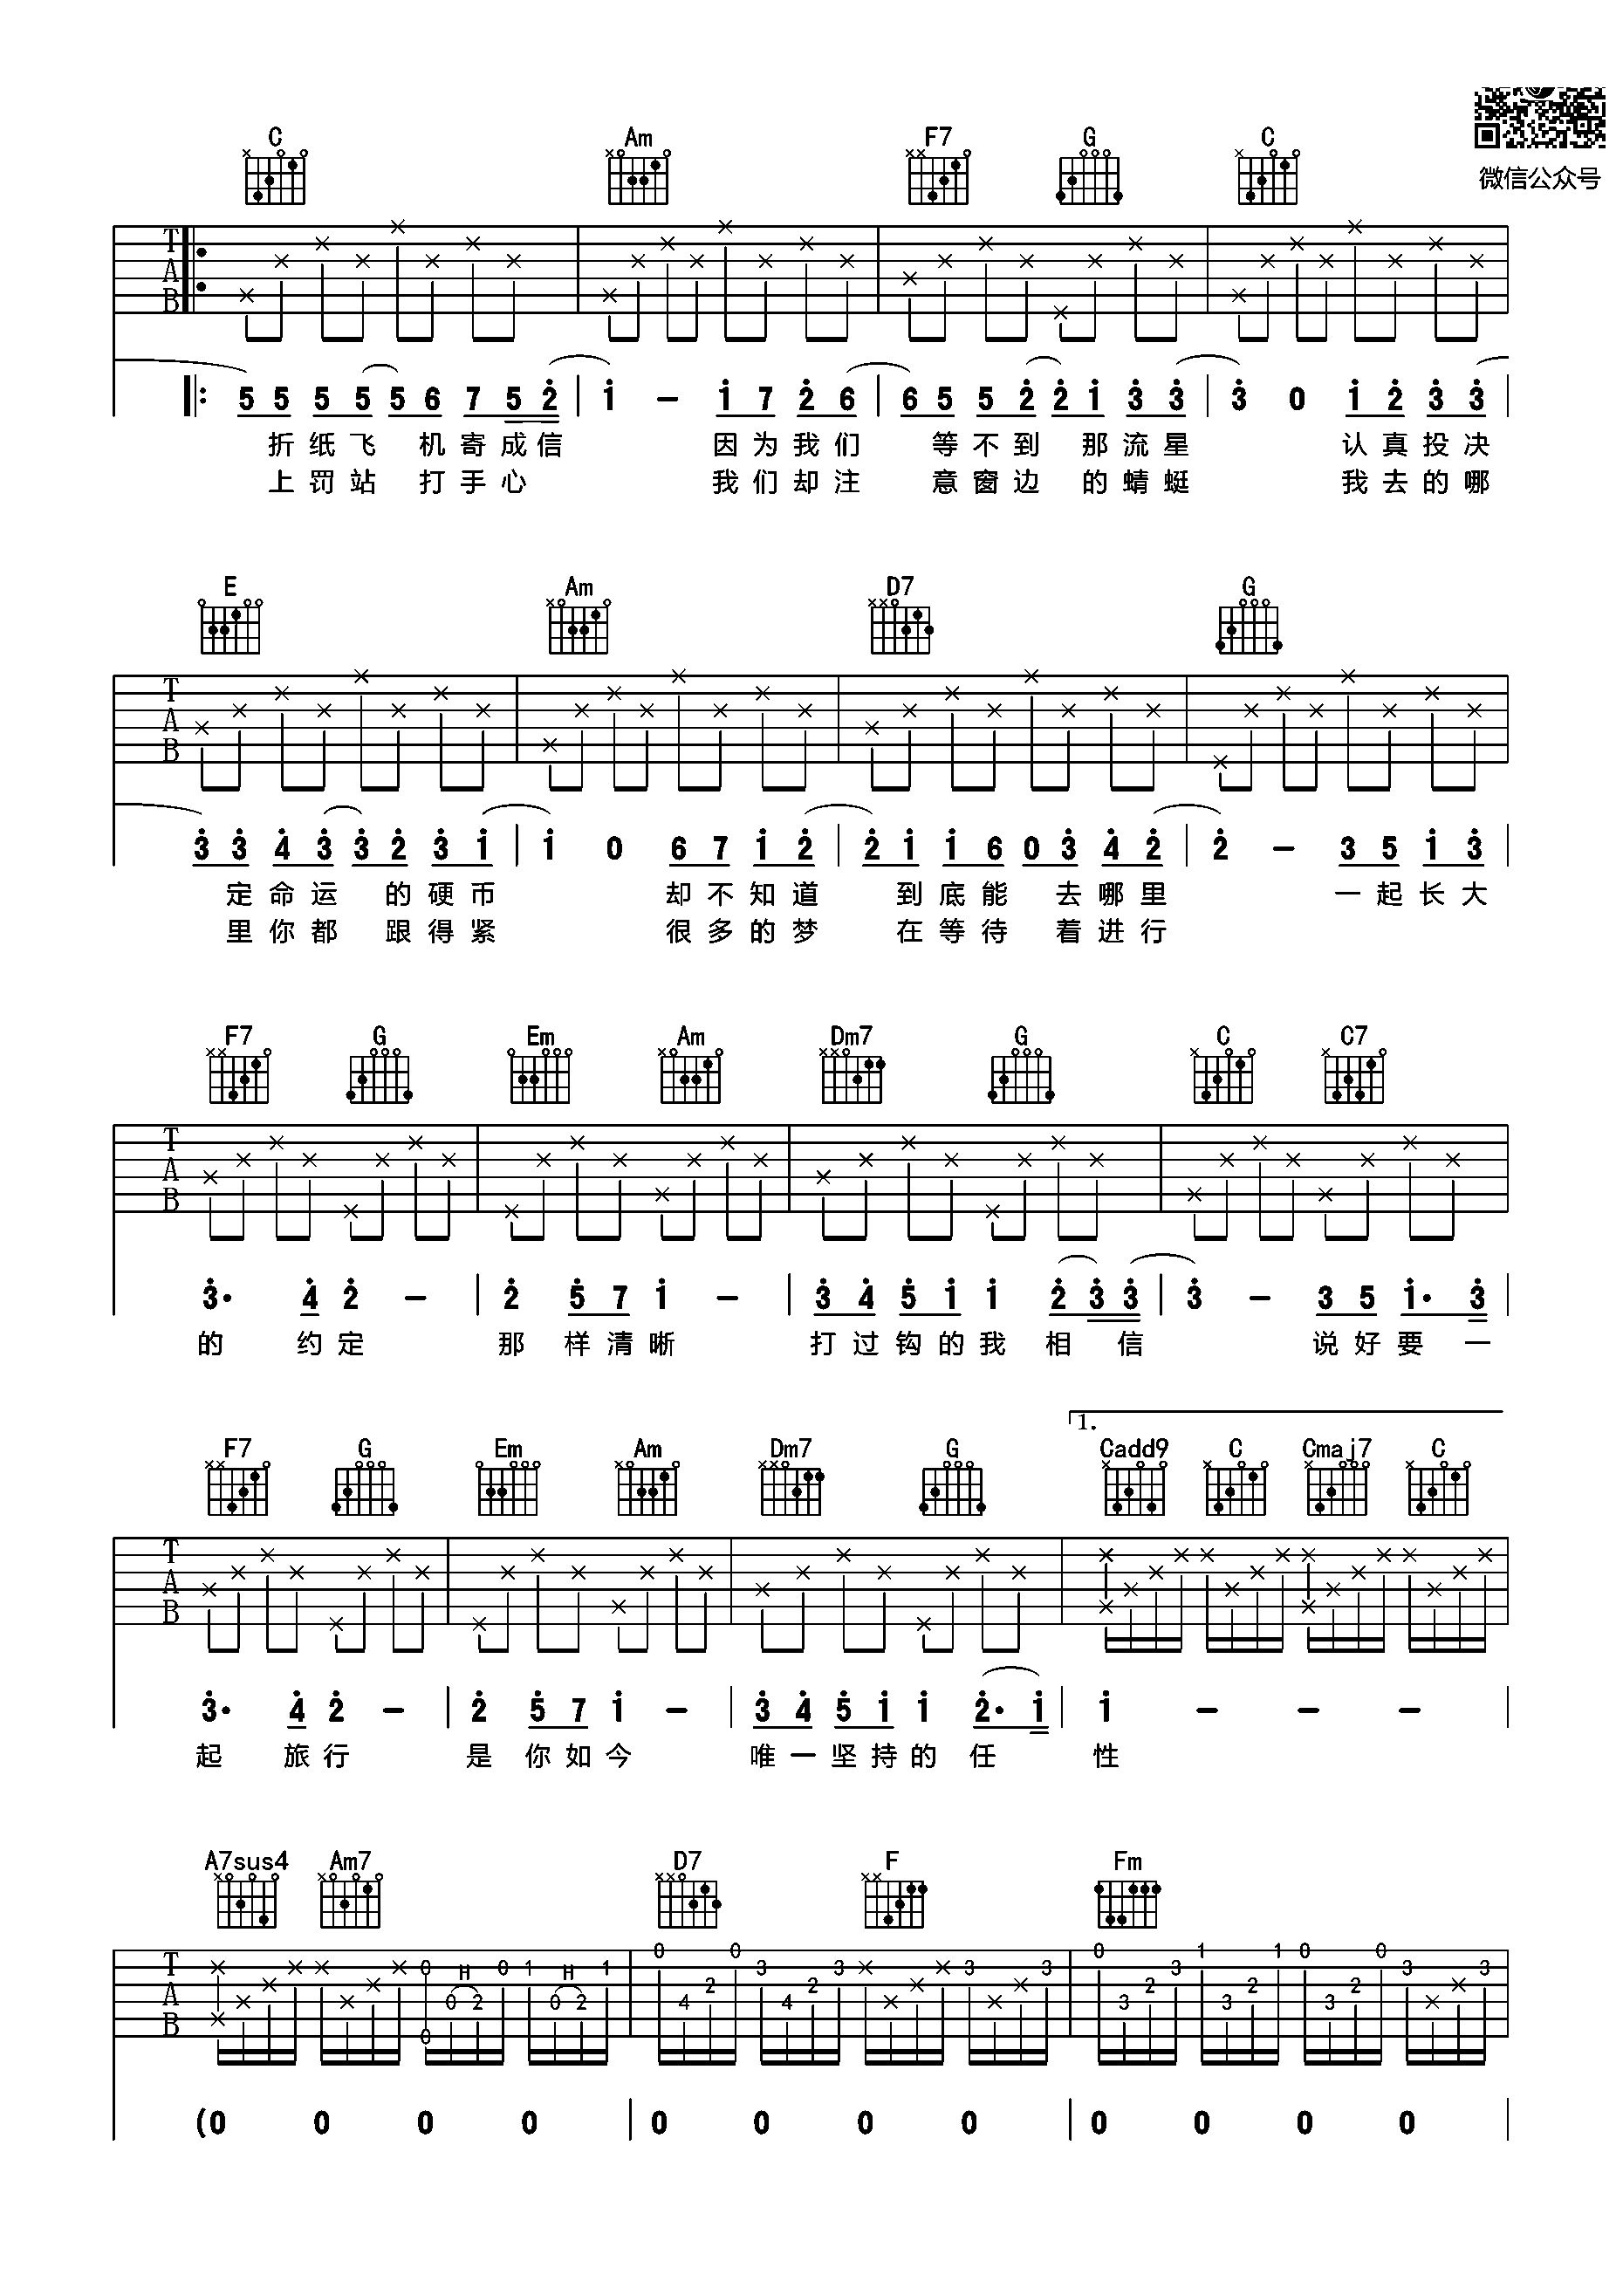 微信公众号
C Am F7 G C
T
A
B
5 5 5 5 5 6 7 5 2 | 1 - 1 7 2 6 | 6 5 5 2 2 1 3 3 | 3 0 1 2 3 3 |
折纸飞 机寄成信 因为我们 等不到 那流星 认真投决
上罚站 打手心 我们却注 意窗边 的蜻蜓 我去的哪
E Am D7 G
T
A
B
3 3 4 3 3 2 3 1 | 1 0 6 7 1 2 | 2 1 1 6 0 3 4 2 | 2 - 3 5 1 3 |
定命运 的硬币 却不知道 到底能 去哪里 一起长大
里你都 跟得紧 很多的梦 在等待 着进行
F7 G Em Am Dm7 G C C7
T
A
B
3· 4 2 - | 2 5 7 1 - | 3 4 5 1 1 2 3 3 | 3 - 3 5 1· 3 |
的 约定 那 样清晰 打过钩的我 相 信 说好要 一
1.
F7 G Em Am Dm7 G Cadd9 C Cmaj7 C
T
A
B
3· 4 2 - | 2 5 7 1 - | 3 4 5 1 1 2· 1 | 1 - - - |
起 旅行 是 你如今 唯一坚持的 任 性
A7sus4 Am7 D7 F Fm
T
A
B
0 H 0 1 H 1 0 0 3 3 3 3 0 3 1 1 0 0 3 3
0 2 0 2 4 2 4 2 3 2 3 2 3 2
0
(0 0 0 0 | 0 0 0 0 | 0 0 0 0 |